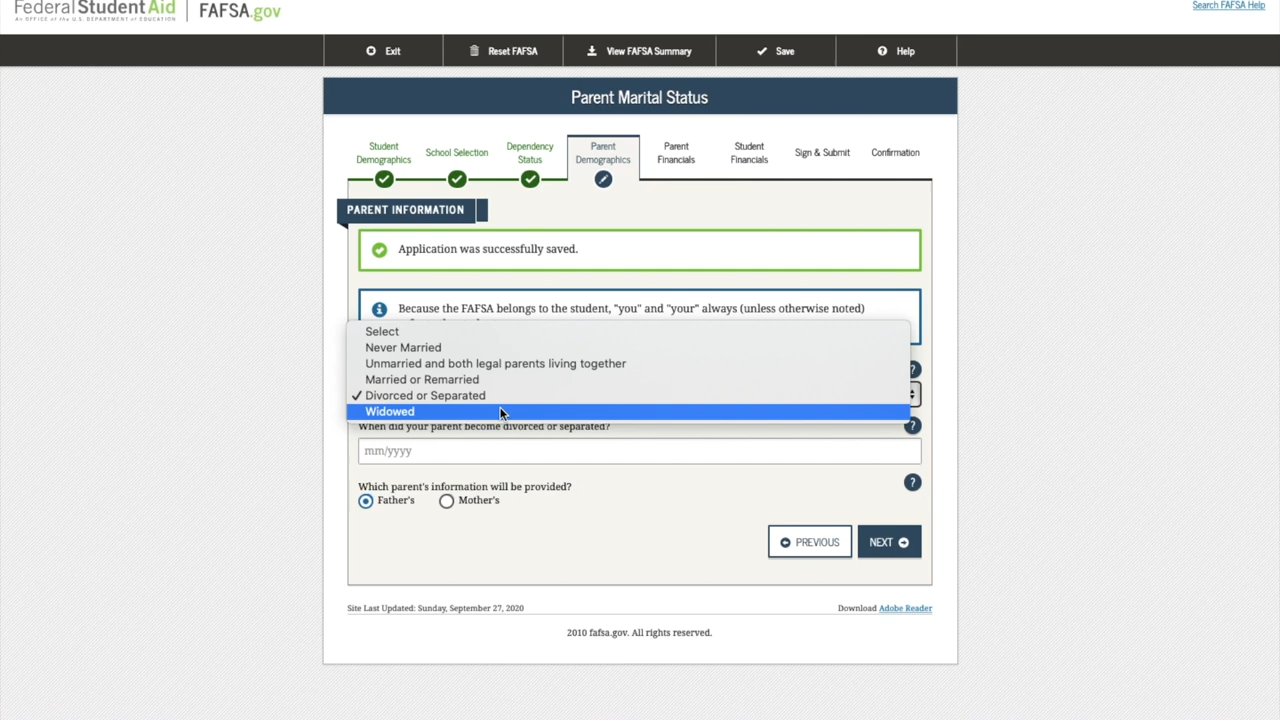 Federal Student Aid
An OFFICE of the U.S. DEPARTMENT of EDUCATION
FAFSA.gov
Search FAFSA Help
Exit
Reset FAFSA
View FAFSA Summary
Save
Help
Parent Marital Status
Student Demographics
School Selection
Dependency Status
Parent Demographics
Parent Financials
Student Financials
Sign & Submit
Confirmation
PARENT INFORMATION
Application was successfully saved.
Because the FAFSA belongs to the student, "you" and "your" always (unless otherwise noted)
Select
Never Married
Unmarried and both legal parents living together
Married or Remarried
Divorced or Separated
Widowed
When did your parent become divorced or separated?
mm/yyyy
Which parent's information will be provided?
Father's Mother's
PREVIOUS NEXT
Site Last Updated: Sunday, September 27, 2020
Download Adobe Reader
2010 fafsa.gov. All rights reserved.